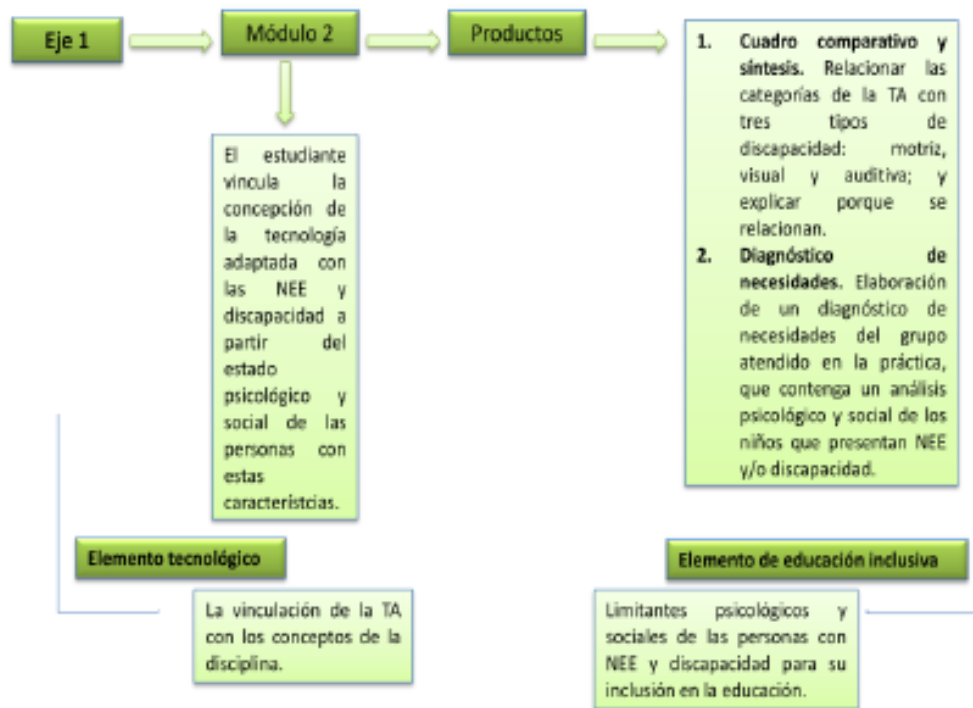 Eje 1
Módulo 2
Productos
El estudiante
vincula la
concepción de
la tecnología
adaptada con
las NEE y
discapacidad a
partir del
estado
psicológico y
social de las
personas con
estas
caracteristcias.
1. Cuadro comparativo y
síntesis. Relacionar las
categorías de la TA con
tres tipos de
discapacidad: motriz,
visual y auditiva; y
explicar porque se
relacionan.
2. Diagnóstico de
necesidades. Elaboración
de un diagnóstico de
necesidades del grupo
atendido en la práctica,
que contenga un análisis
psicológico y social de los
niños que presentan NEE
y/o discapacidad.
Elemento tecnológico
La vinculación de la TA
con los conceptos de la
disciplina.
Elemento de educación inclusiva
Limitantes psicológicos y
sociales de las personas con
NEE y discapacidad para su
inclusión en la educación.